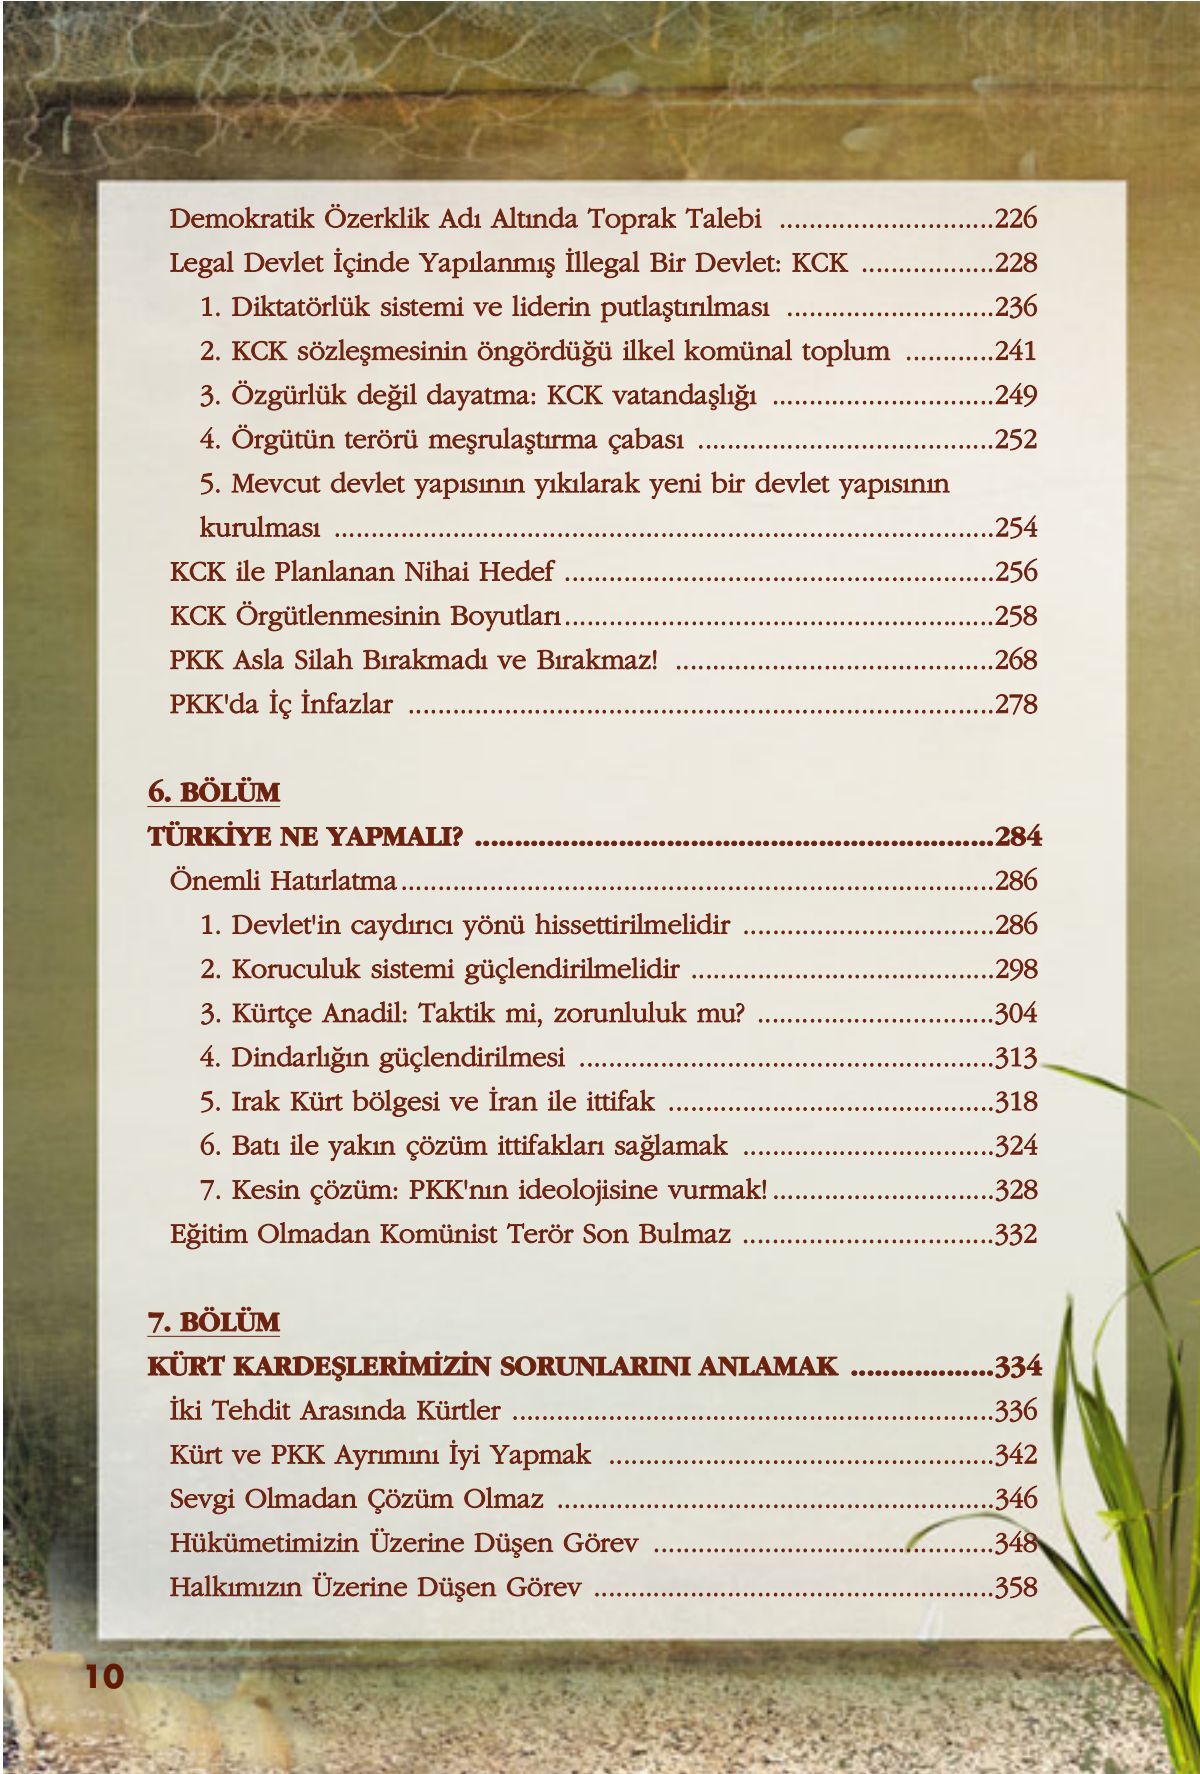 Demokratik Özerklik Adı Altında Toprak Talebi .............................226
Legal Devlet İçinde Yapılanmış İllegal Bir Devlet: KCK ..................228
1. Diktatörlük sistemi ve liderin putlaştırılması ............................236
2. KCK sözleşmesinin öngördüğü ilkel komünal toplum ............241
3. Özgürlük değil dayatma: KCK vatandaşlığı ..............................249
4. Örgütün terörü meşrulaştırma çabası ........................................252
5. Mevcut devlet yapısının yıkılarak yeni bir devlet yapısının
kurulması .........................................................................................254
KCK ile Planlanan Nihai Hedef ..........................................................256
KCK Örgütlenmesinin Boyutları..........................................................258
PKK Asla Silah Bırakmadı ve Bırakmaz! ...........................................268
PKK'da İç İnfazlar ...............................................................................278
6. BÖLÜM
TÜRKİYE NE YAPMALI? .................................................................284
Önemli Hatırlatma................................................................................286
1. Devlet'in caydırıcı yönü hissettirilmelidir ..................................286
2. Koruculuk sistemi güçlendirilmelidir .........................................298
3. Kürtçe Anadil: Taktik mi, zorunluluk mu? ................................304
4. Dindarlığın güçlendirilmesi ........................................................313
5. Irak Kürt bölgesi ve İran ile ittifak ............................................318
6. Batı ile yakın çözüm ittifakları sağlamak ..................................324
7. Kesin çözüm: PKK'nın ideolojisine vurmak!..............................328
Eğitim Olmadan Komünist Terör Son Bulmaz ..................................332
7. BÖLÜM
KÜRT KARDEŞLERİMİZİN SORUNLARINI ANLAMAK ..................334
İki Tehdit Arasında Kürtler .................................................................336
Kürt ve PKK Ayrımını İyi Yapmak ....................................................342
Sevgi Olmadan Çözüm Olmaz ...........................................................346
Hükümetimizin Üzerine Düşen Görev ..............................................348
Halkımızın Üzerine Düşen Görev ......................................................358
10